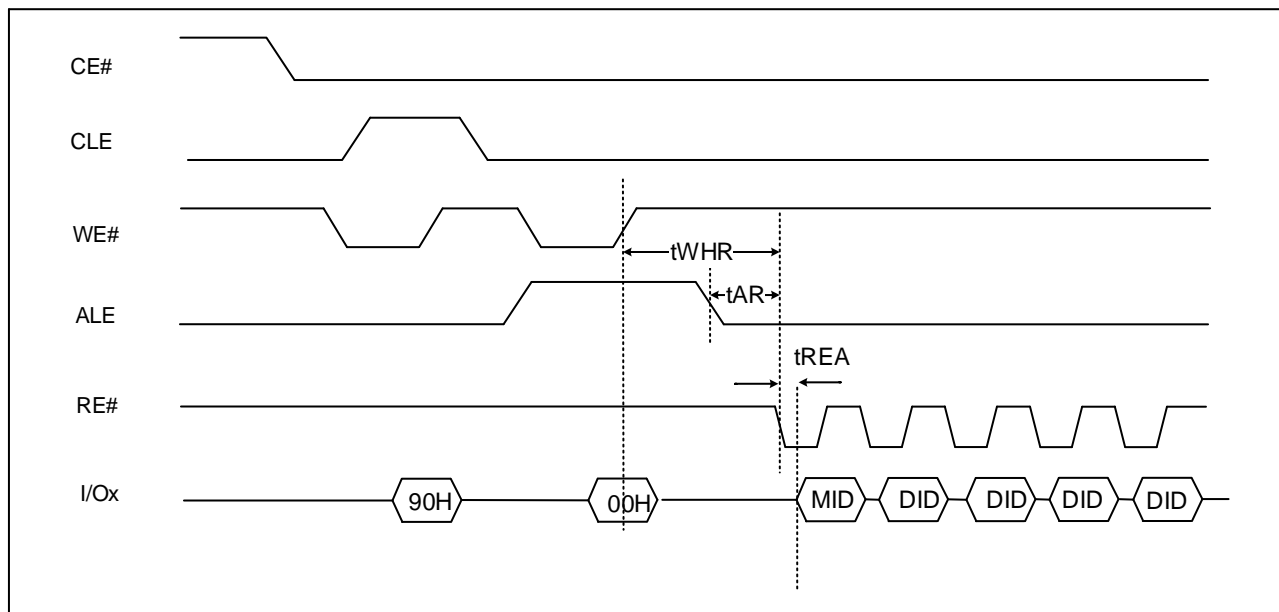 CE#
CLE
WE#
tWHR
tAR
ALE
tREA
RE#
I/Ox
90H
00H
MID
DID
DID
DID
DID